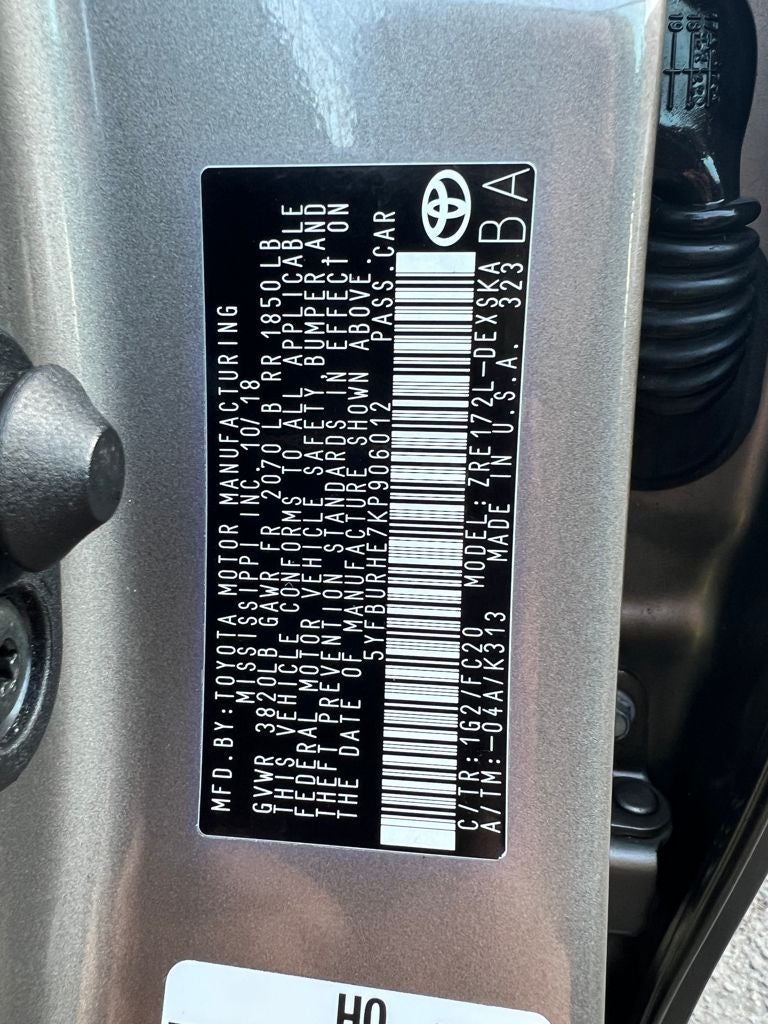 MFD.BY:TOYOTA MOTOR MANUFACTURING
MISSISSIPPI INC.10/18
GVWR 3820LB GAWR FR 2070 LB RR 1850LB
THIS VEHICLE CONFORMS TO ALL APPLICABLE
FEDERAL MOTOR VEHICLE SAFETY, BUMPER AND
THEFT PREVENTION STANDARDS IN EFFECT ON
THE DATE OF MANUFACTURE SHOWN ABOVE.
5YFBURHE7KP906012 PASS.CAR
C/TR:1G2/FC20 MODEL:ZRE172L-DEXSKA
A/TM:-04A/K313 MADE IN U.S.A. 323
BA
HO